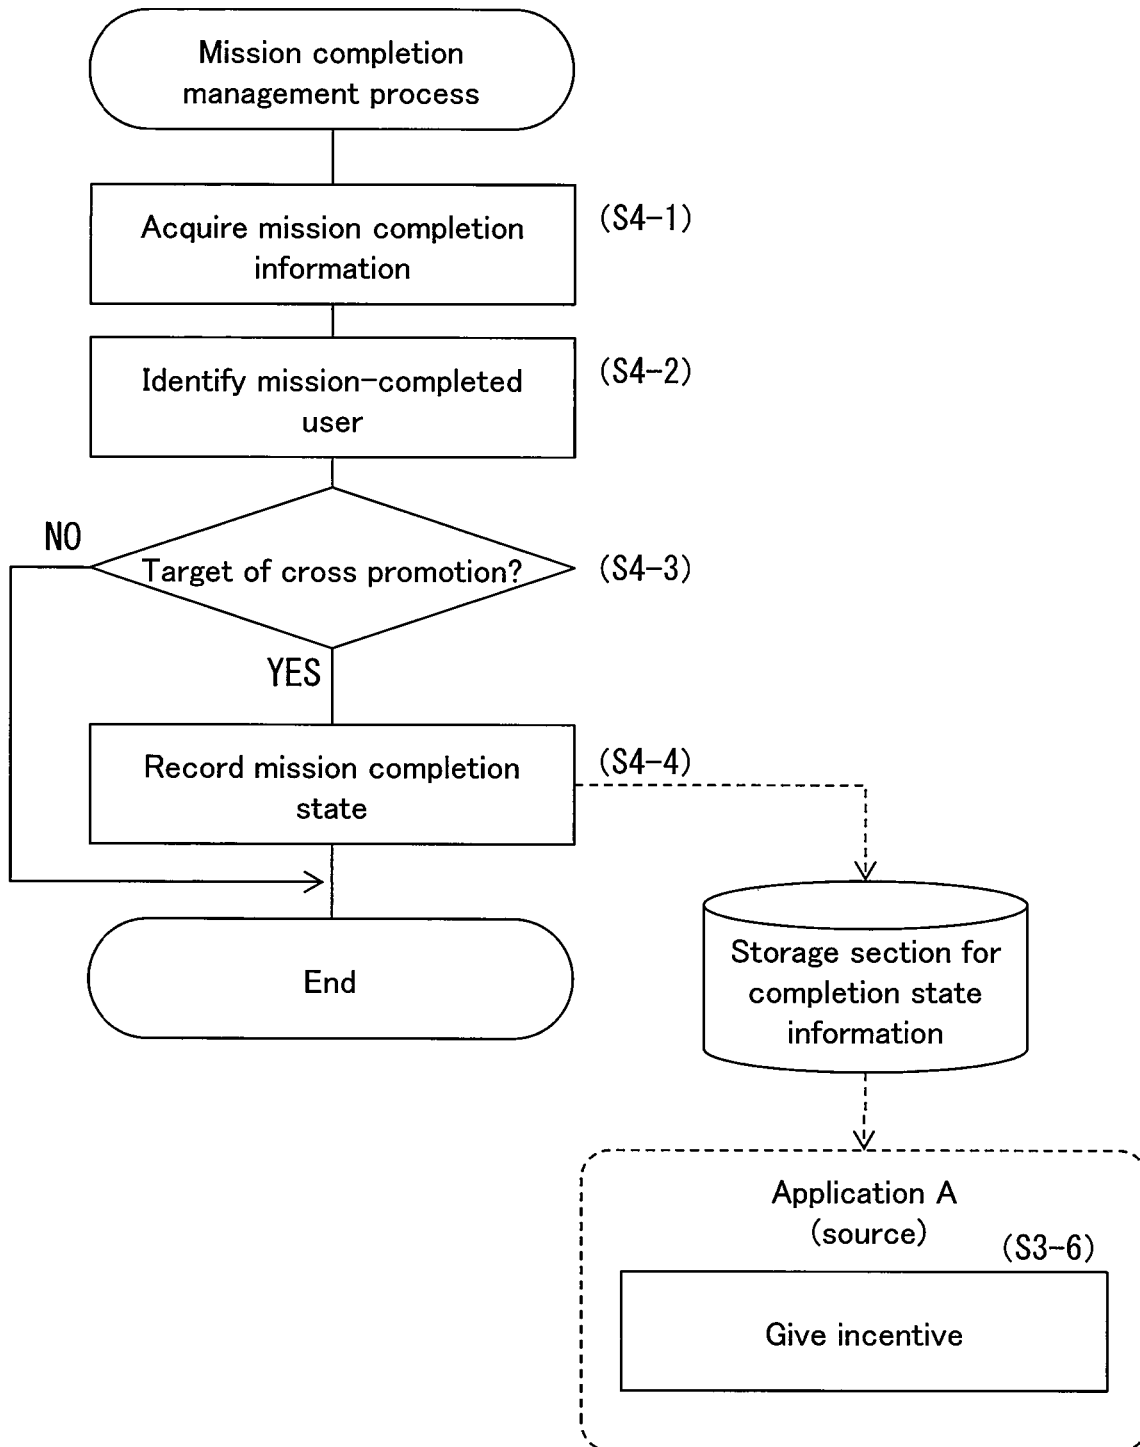 Mission completion
management process
Acquire mission completion
information
(S4-1)
Identify mission-completed
user
(S4-2)
NO
Target of cross promotion?
(S4-3)
YES
Record mission completion
state
(S4-4)
End
Storage section for
completion state
information
Application A
(source)
(S3-6)
Give incentive